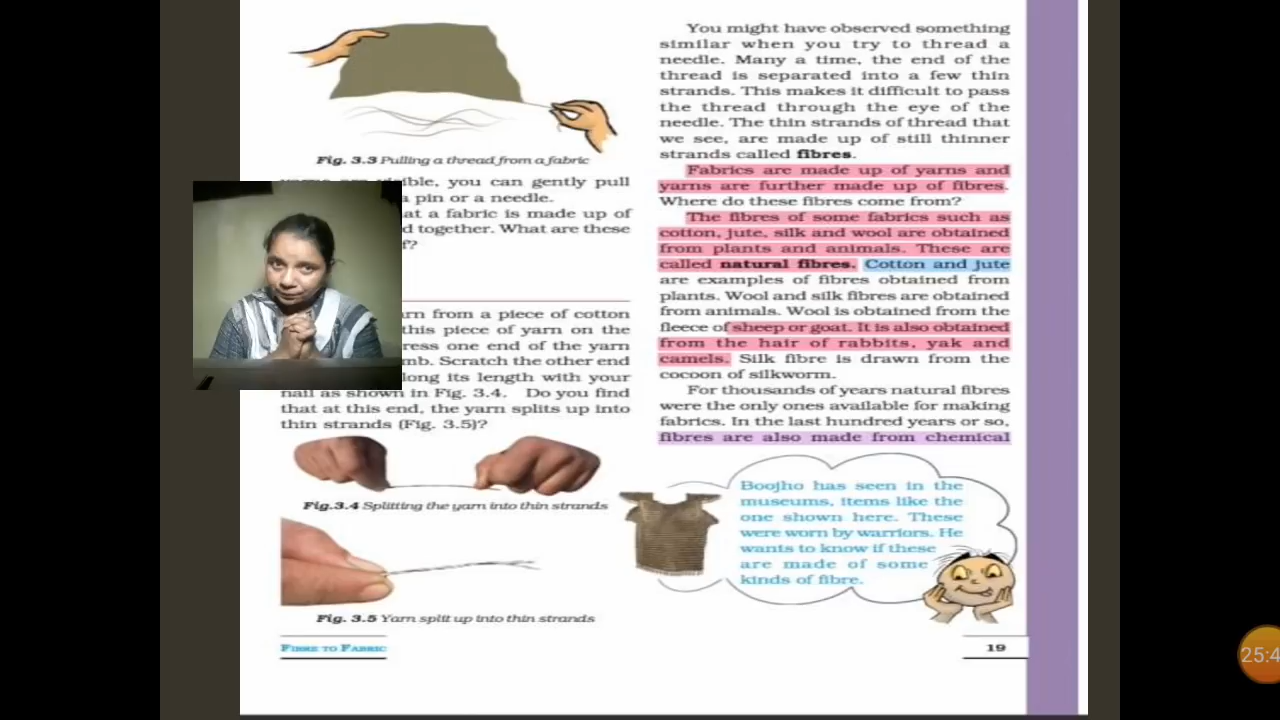 Fig. 3.3 Pulling a thread from a fabric
visible, you can gently pull
a pin or a needle.
at a fabric is made up of
d together. What are these
f?
rn from a piece of cotton
this piece of yarn on the
ress one end of the yarn
mb. Scratch the other end
long its length with your
nail as shown in Fig. 3.4. Do you find
that at this end, the yarn splits up into
thin strands (Fig. 3.5)?
Fig.3.4 Splitting the yarn into thin strands
Fig. 3.5 Yarn split up into thin strands
You might have observed something
similar when you try to thread a
needle. Many a time, the end of the
thread is separated into a few thin
strands. This makes it difficult to pass
the thread through the eye of the
needle. The thin strands of thread that
we see, are made up of still thinner
strands called fibres.
Fabrics are made up of yarns and
yarns are further made up of fibres.
Where do these fibres come from?
The fibres of some fabrics such as
cotton, jute, silk and wool are obtained
from plants and animals. These are
called natural fibres. Cotton and jute
are examples of fibres obtained from
plants. Wool and silk fibres are obtained
from animals. Wool is obtained from the
fleece of sheep or goat. It is also obtained
from the hair of rabbits, yak and
camels. Silk fibre is drawn from the
cocoon of silkworm.
For thousands of years natural fibres
were the only ones available for making
fabrics. In the last hundred years or so,
fibres are also made from chemical
Boojho has seen in the
museums, items like the
one shown here. These
were worn by warriors. He
wants to know if these
are made of some
kinds of fibre.
FIBRE TO FABRIC
19
25:4